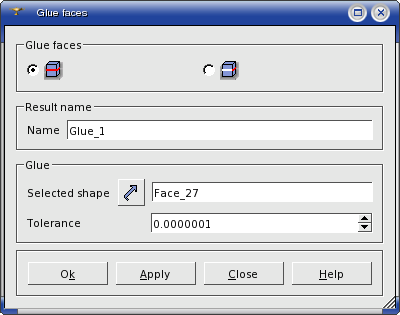 Glue faces
Glue faces
Result name
Name Glue_1
Glue
Selected shape Face_27
Tolerance 0.0000001
Ok Apply Close Help